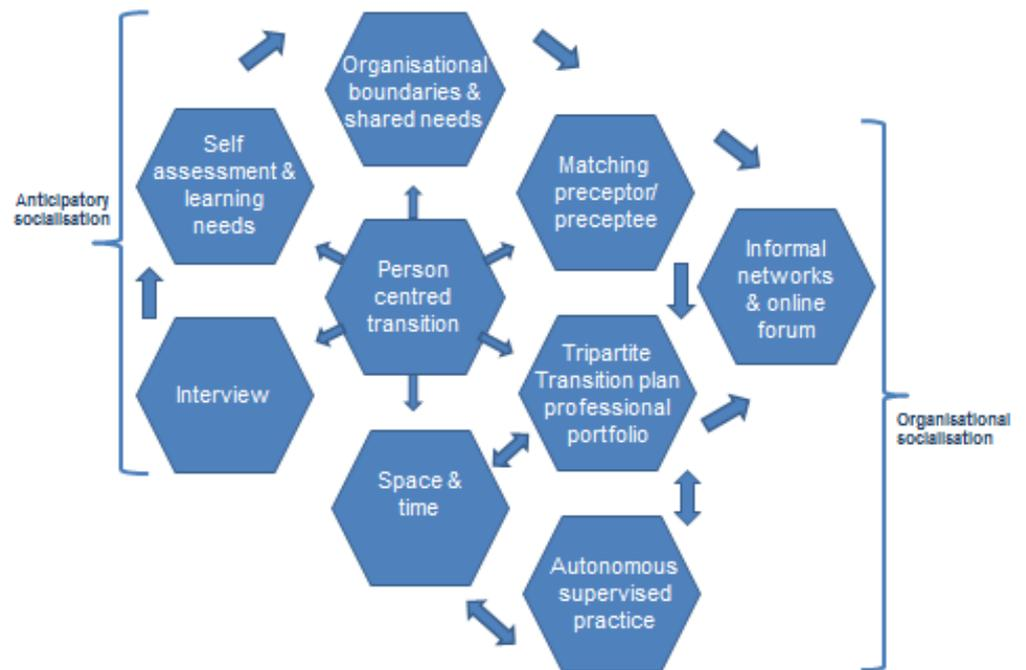 Organisational
boundaries &
shared needs
Self
assessment &
learning
needs
Matching
preceptor/
preceptee
Anticipatory
socialisation
Informal
networks
& online
forum
Person
centred
transition
Interview
Tripartite
Transition plan
professional
portfolio
Organisational
socialisation
Space &
time
Autonomous
supervised
practice